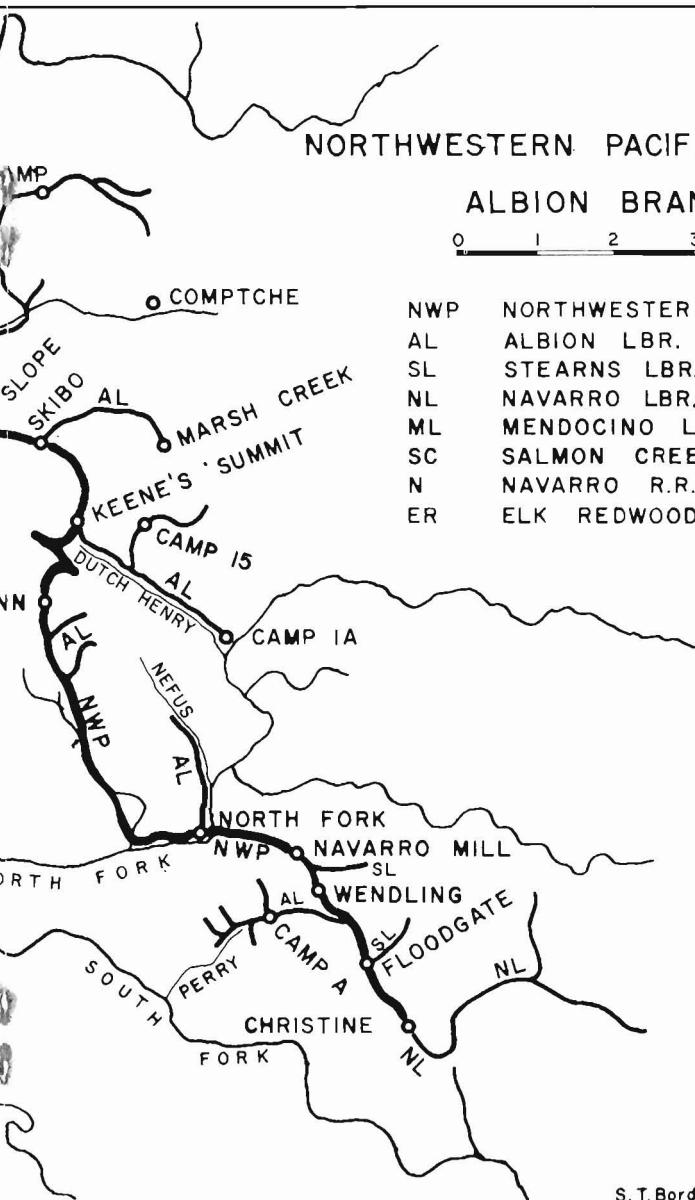 NORTHWESTERN PACIF
MP
ALBION BRAN
0 1 2 3
COMPTCHE
NWP NORTHWESTER
AL ALBION LBR.
SL STEARNS LBR.
NL NAVARRO LBR.
ML MENDOCINO L
SC SALMON CREE
N NAVARRO R.R.
ER ELK REDWOOD
SLOPE
SKIBO
AL
MARSH CREEK
KEENE'S SUMMIT
CAMP 15
DUTCH HENRY
AL
NN
AL
CAMP 1A
NEFUS
NWP
AL
NORTH FORK
NWP
NAVARRO MILL
SL
ORTH FORK
WENDLING
AL
SL
FLOODGATE
CAMP A
PERRY
NL
SOUTH
FORK
CHRISTINE
NL
S.T. Bord